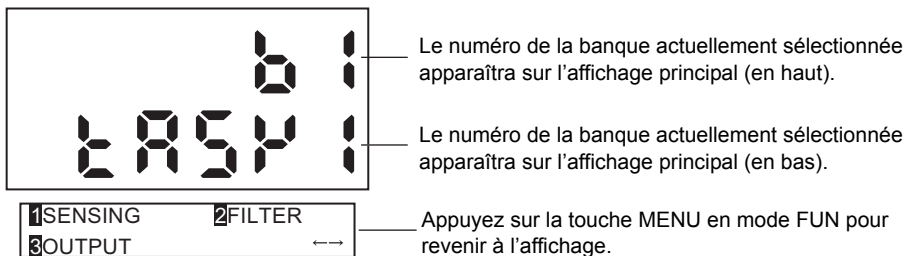 b1
Le numéro de la banque actuellement sélectionnée
apparaîtra sur l’affichage principal (en haut).
tASK1
Le numéro de la banque actuellement sélectionnée
apparaîtra sur l’affichage principal (en bas).
1SENSING 2FILTER
3OUTPUT ←→
Appuyez sur la touche MENU en mode FUN pour
revenir à l’affichage.